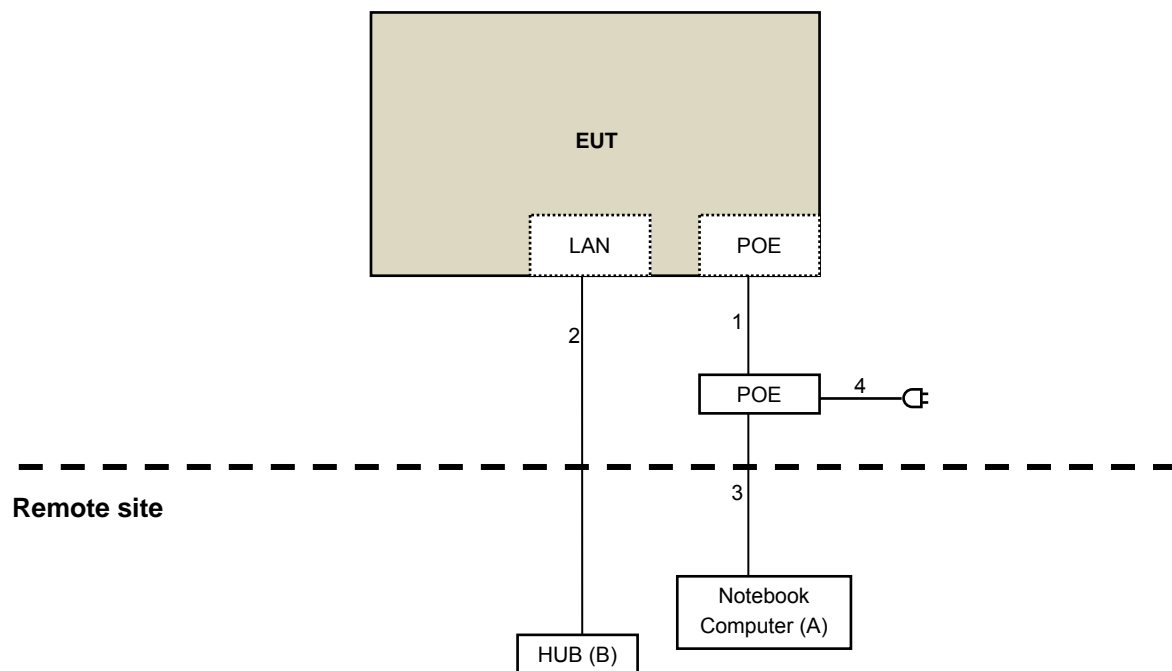 EUT
LAN
POE
2
1
POE
4
3
Remote site
Notebook
Computer (A)
HUB (B)